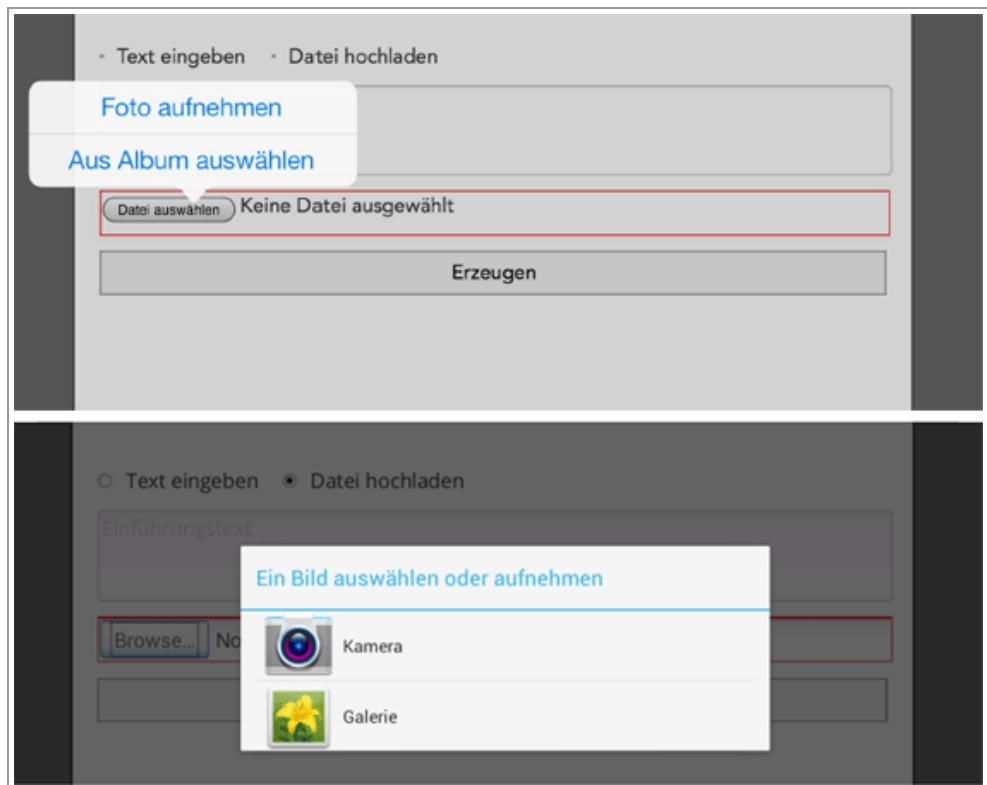 Text eingeben Datei hochladen
Foto aufnehmen
Aus Album auswählen
Datei auswählen Keine Datei ausgewählt
Erzeugen
Text eingeben Datei hochladen
Einführungstext
Ein Bild auswählen oder aufnehmen
Browse... No
Kamera
Galerie